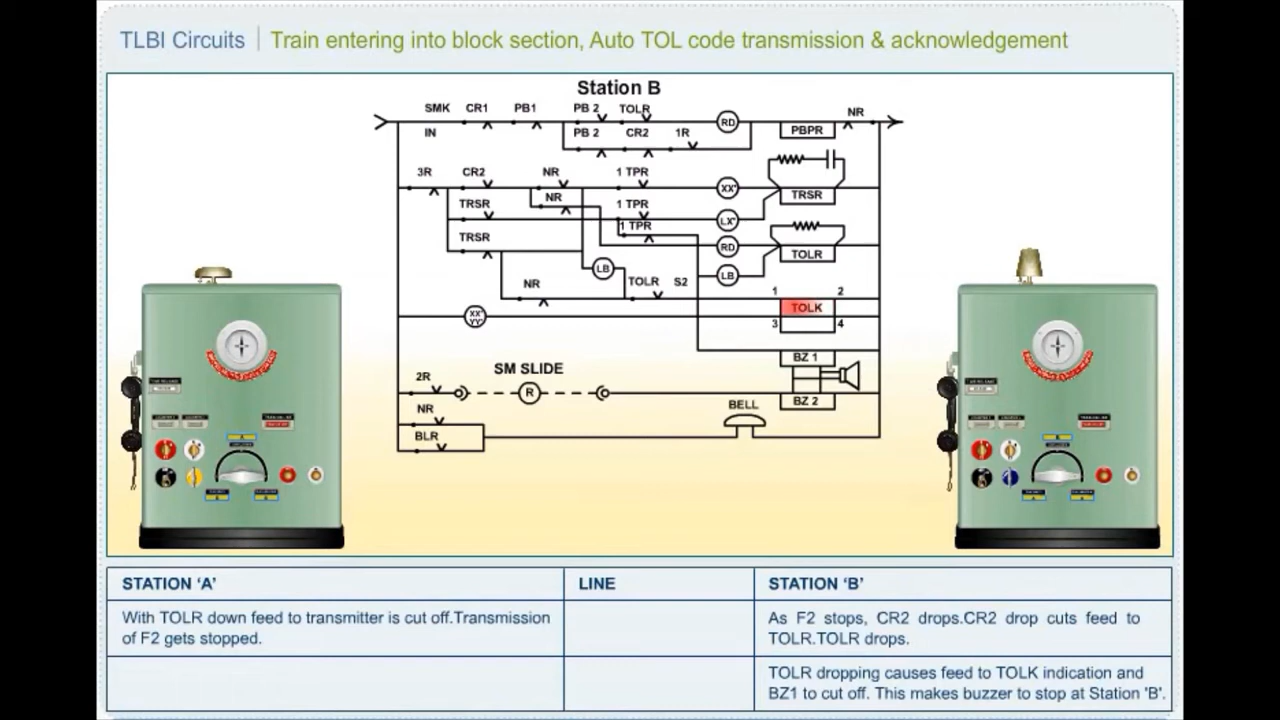 TLBI Circuits | Train entering into block section, Auto TOL code transmission & acknowledgement
Station B
SMK CR1 PB1 PB 2 TOLR RD NR
PBPR
IN PB 2 CR2 1R
3R CR2 NR 1 TPR XX'
TRSR
NR
TRSR 1 TPR LX'
1 TPR
TRSR RD
TOLR
LB
NR TOLR S2 LB
1 2
TOLK
XX' YY' 3 4
BZ 1
SM SLIDE
2R R
BZ 2
NR BELL
BLR
STATION ‘A’ LINE STATION ‘B’
With TOLR down feed to transmitter is cut off.Transmission
of F2 gets stopped.
As F2 stops, CR2 drops.CR2 drop cuts feed to
TOLR.TOLR drops.
TOLR dropping causes feed to TOLK indication and
BZ1 to cut off. This makes buzzer to stop at Station 'B'.